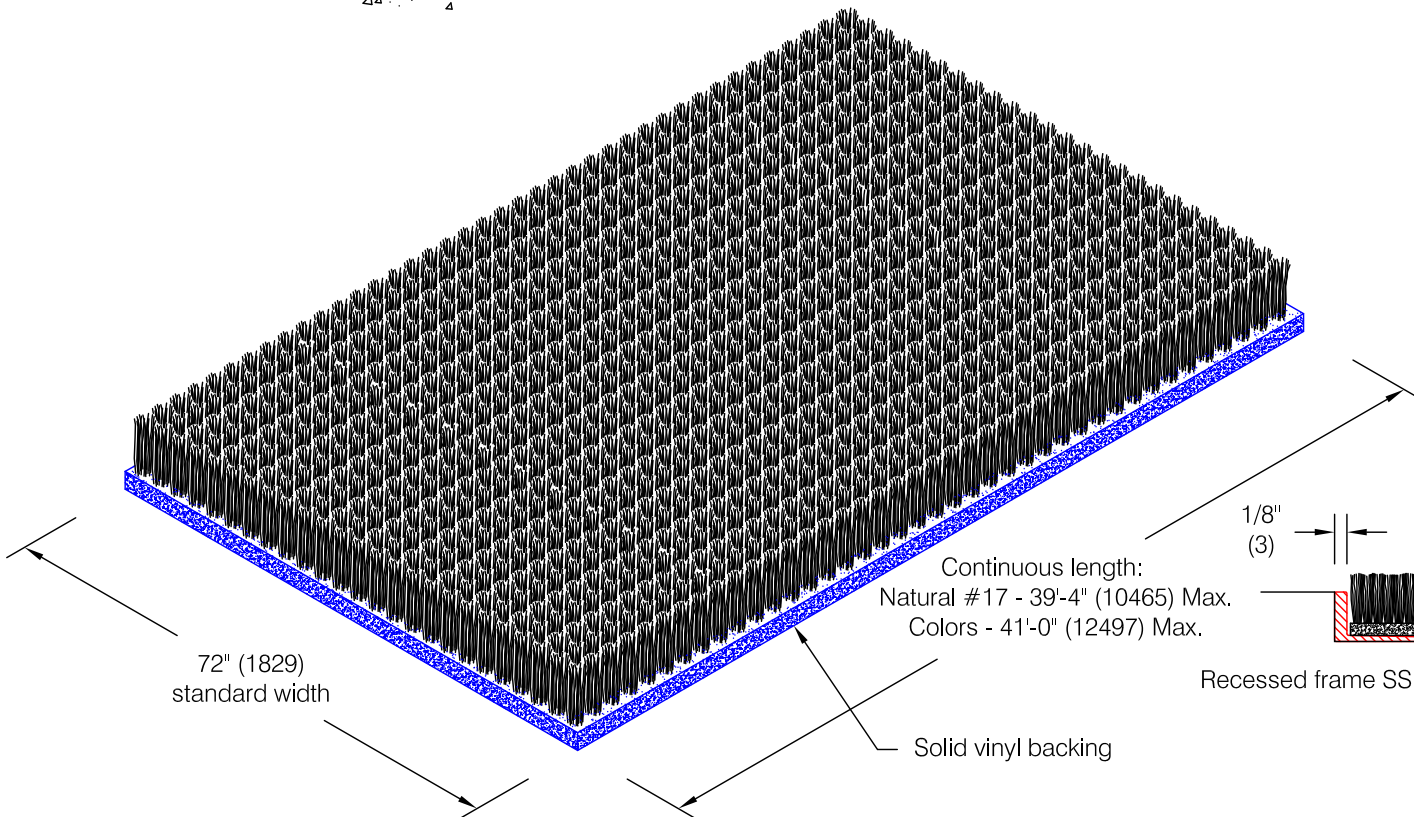 1/8"
(3)
Continuous length:
Natural #17 - 39'-4" (10465) Max.
Colors - 41'-0" (12497) Max.
72" (1829)
standard width
Recessed frame SS
Solid vinyl backing